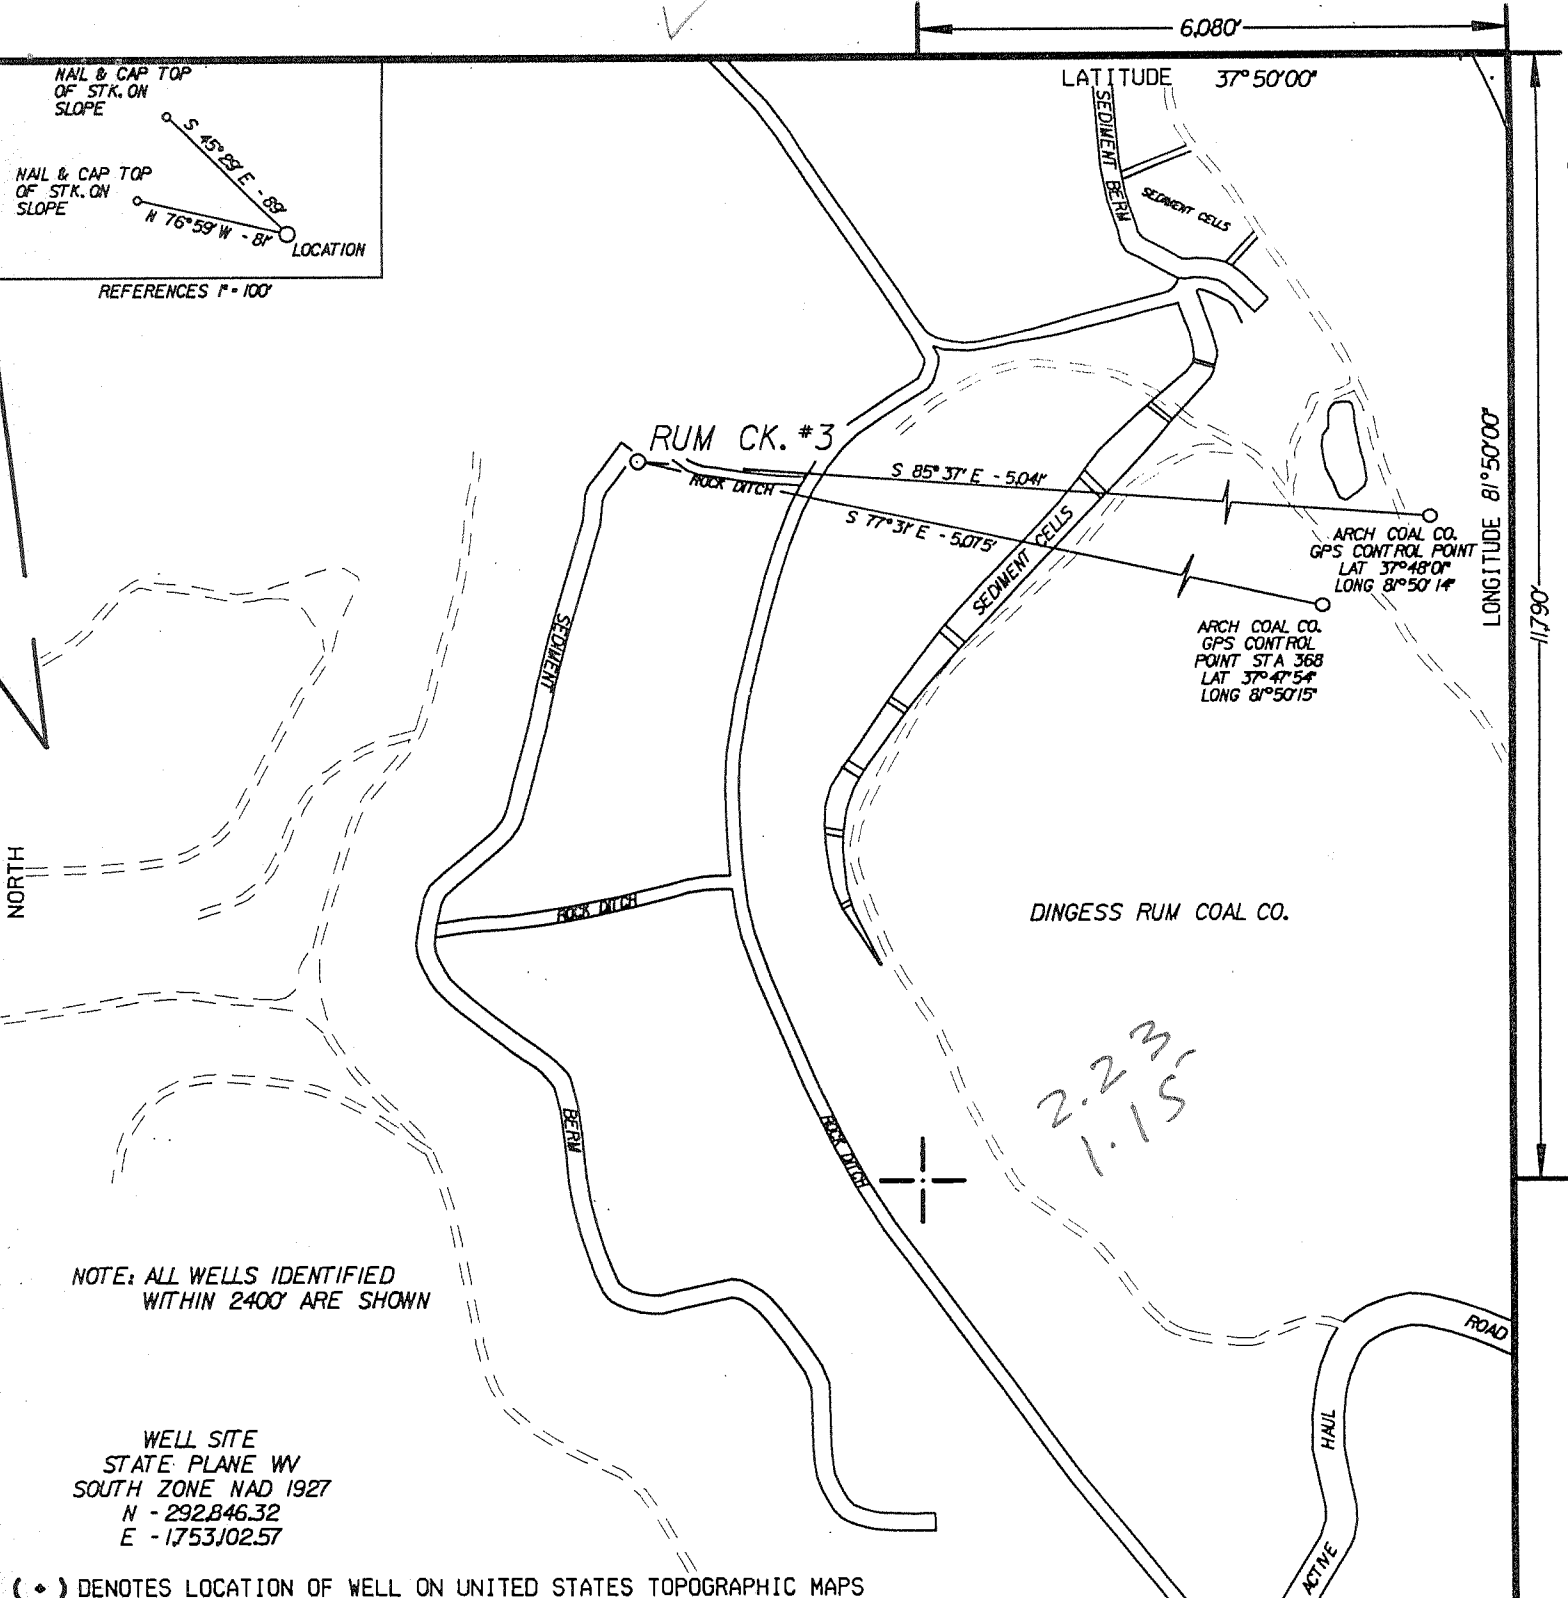 6,080'
LATITUDE 37°50'00"
NAIL & CAP TOP
OF STK. ON
SLOPE
S 45°29' E - 89'
NAIL & CAP TOP
OF STK. ON
SLOPE
N 76°59' W - 81'
LOCATION
REFERENCES 1" = 100'
SEDIMENT BERM
SEDIMENT CELLS
RUM CK. #3
ROCK DITCH
S 85°37' E - 5,041'
S 77°31' E - 5,075'
SEDIMENT CELLS
ARCH COAL CO.
GPS CONTROL POINT
LAT 37°48'01"
LONG 81°50'14"
ARCH COAL CO.
GPS CONTROL
POINT STA 368
LAT 37°47'54"
LONG 81°50'15"
LONGITUDE 81°50'00"
11,790'
SEDIMENT
NORTH
ROCK DITCH
DINGESS RUM COAL CO.
2.23,
1.15
BERM
ROCK DITCH
NOTE: ALL WELLS IDENTIFIED
WITHIN 2400' ARE SHOWN
ROAD
HAUL
ACTIVE
WELL SITE
STATE PLANE WV
SOUTH ZONE NAD 1927
N - 292,846.32
E - 1,753,102.57
( + ) DENOTES LOCATION OF WELL ON UNITED STATES TOPOGRAPHIC MAPS